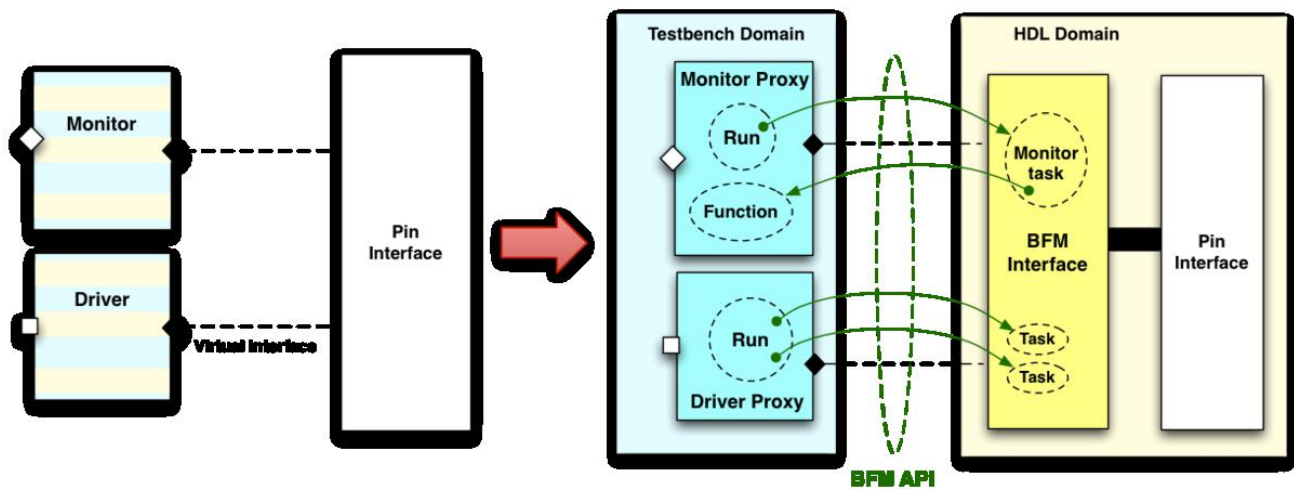 Monitor
Driver
Virtual Interface
Pin
Interface
Testbench Domain
Monitor Proxy
Run
Function
Run
Driver Proxy
BFM API
HDL Domain
Monitor
task
BFM
Interface
Task
Task
Pin
Interface